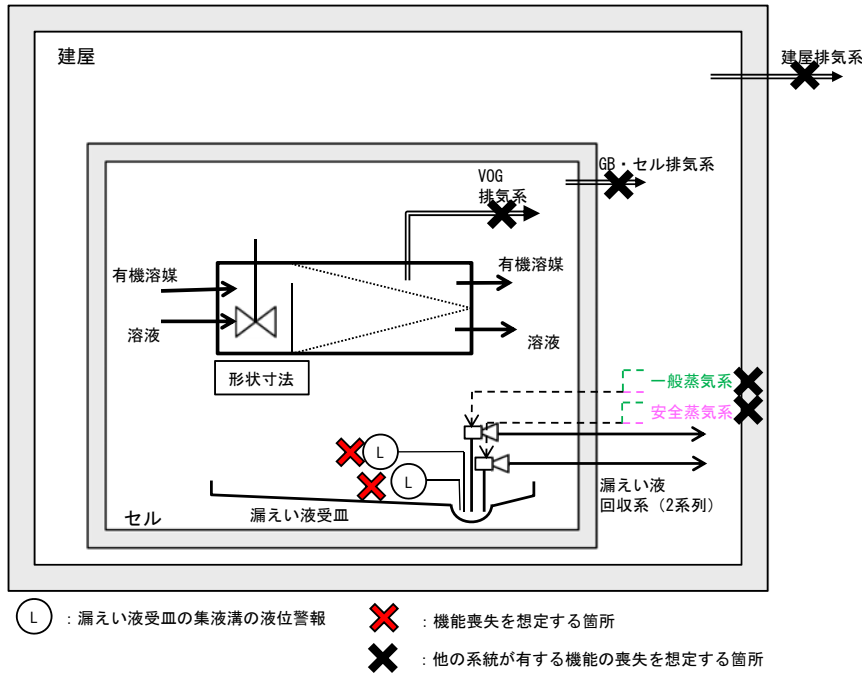 建屋
建屋排気系
GB・セル排気系
VOG
排気系
有機溶媒
有機溶媒
溶液
溶液
形状寸法
一般蒸気系
安全蒸気系
L
L
漏えい液
回収系（2系列）
漏えい液受皿
セル
L ：漏えい液受皿の集液溝の液位警報
：機能喪失を想定する箇所
：他の系統が有する機能の喪失を想定する箇所